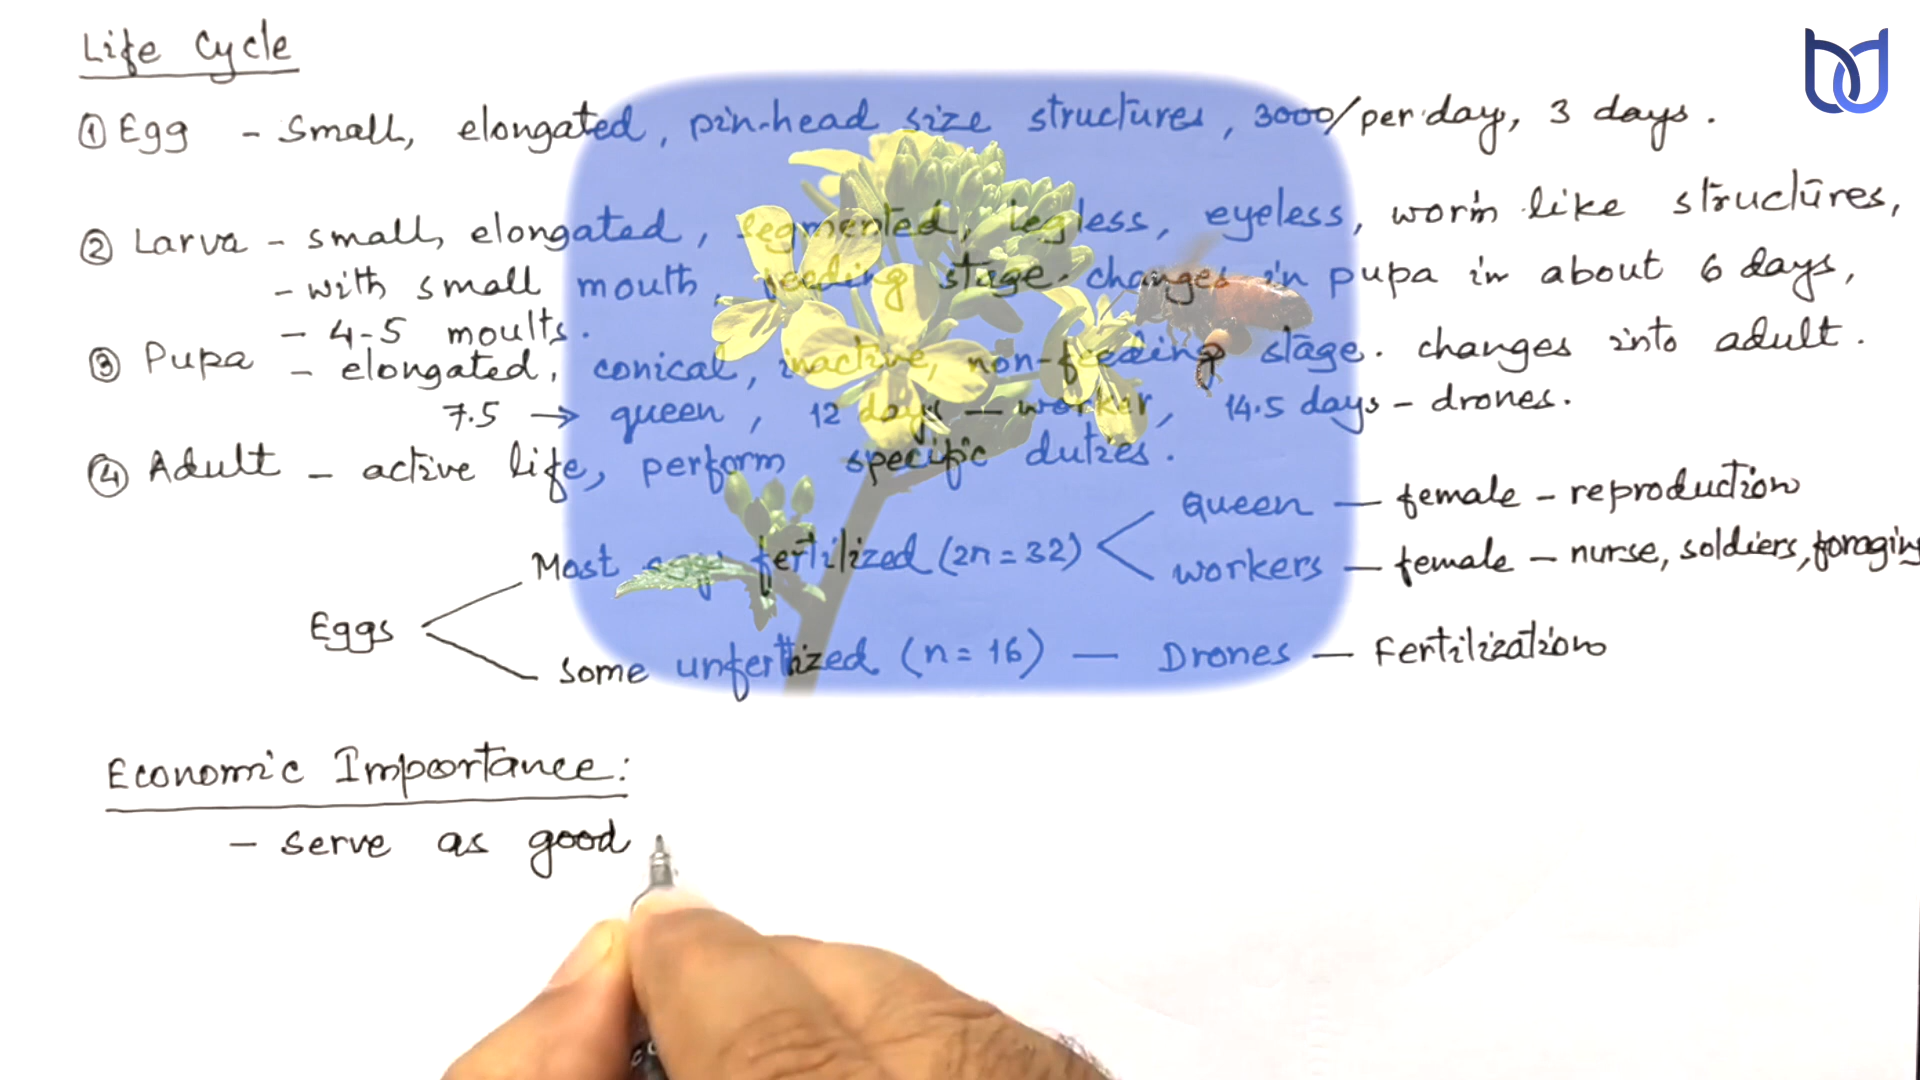 Life Cycle
① Egg - Small, elongated, pin-head size structures, 3000/per day, 3 days.
② Larva - small, elongated, segmented, legless, eyeless, worm like structures,
- with small mouth, feeding stage. changes in pupa in about 6 days,
- 4-5 moults.
③ Pupa - elongated, conical, inactive, non-feeding stage. changes into adult.
7.5 → queen, 12 days - worker, 14.5 days - drones.
④ Adult - active life, perform specific duties.
Queen - female - reproduction
Most eggs fertilized (2n = 32)
workers - female - nurse, soldiers, foraging
Eggs
Some unfertilized (n = 16) - Drones - Fertilization
Economic Importance:
- serve as good